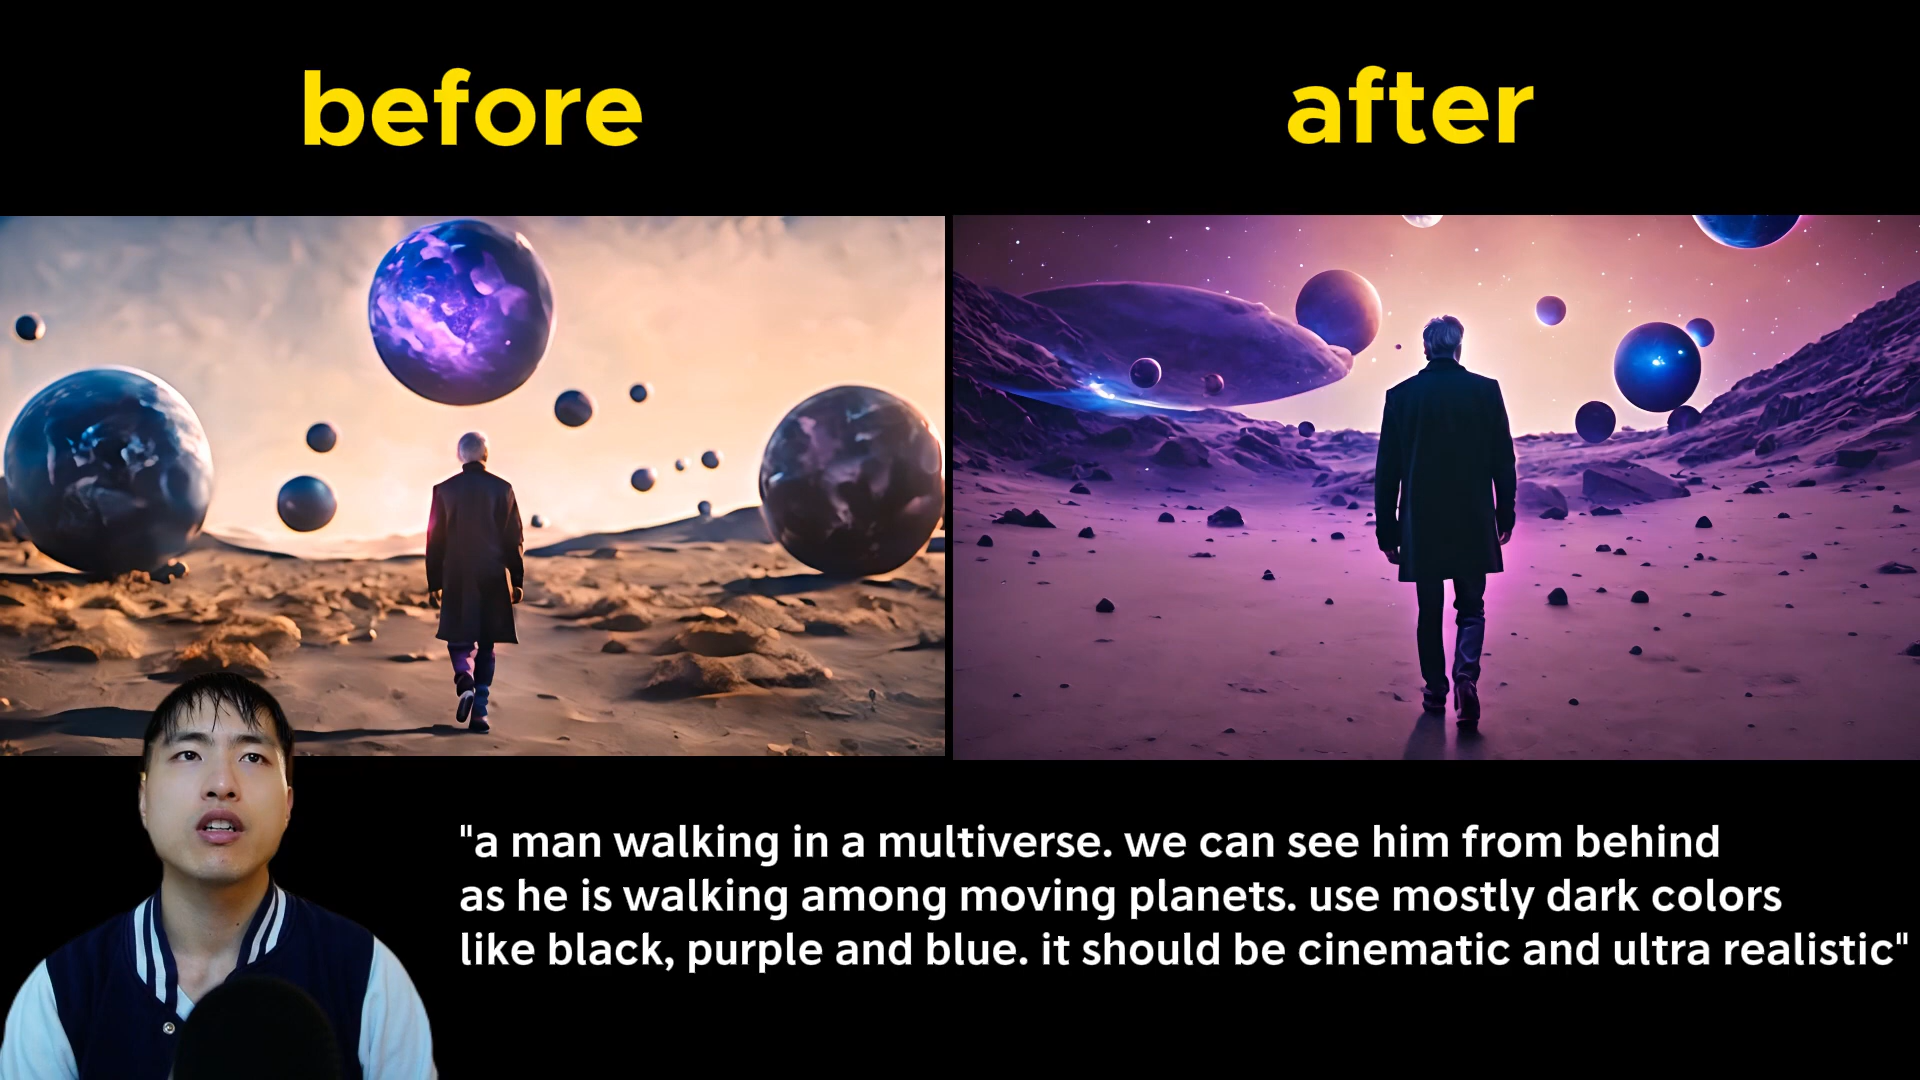 before
after
"a man walking in a multiverse. we can see him from behind
as he is walking among moving planets. use mostly dark colors
like black, purple and blue. it should be cinematic and ultra realistic"